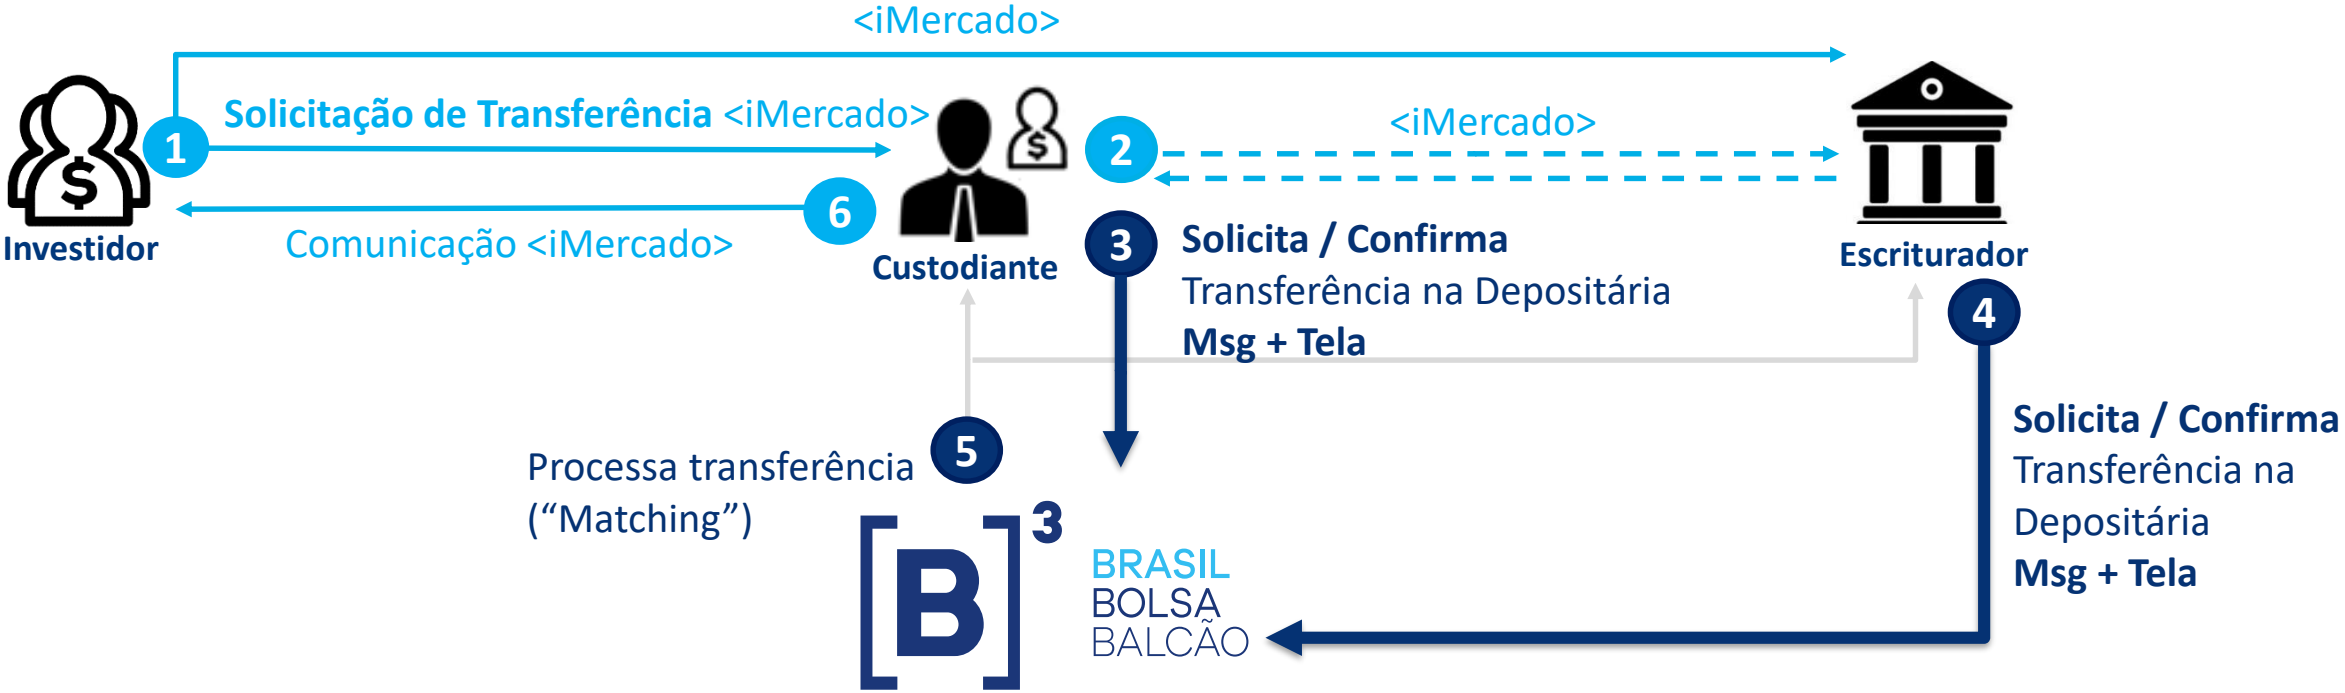 <iMercado>
Solicitação de Transferência <iMercado>
<iMercado>
1
2
6
3
Investidor
Comunicação <iMercado>
Custodiante
Solicita / Confirma
Transferência na Depositária
Msg + Tela
Escriturador
4
Solicita / Confirma
Transferência na
Depositária
Msg + Tela
5
Processa transferência
(“Matching”)
[B]³
BRASIL
BOLSA
BALCÃO
$
$